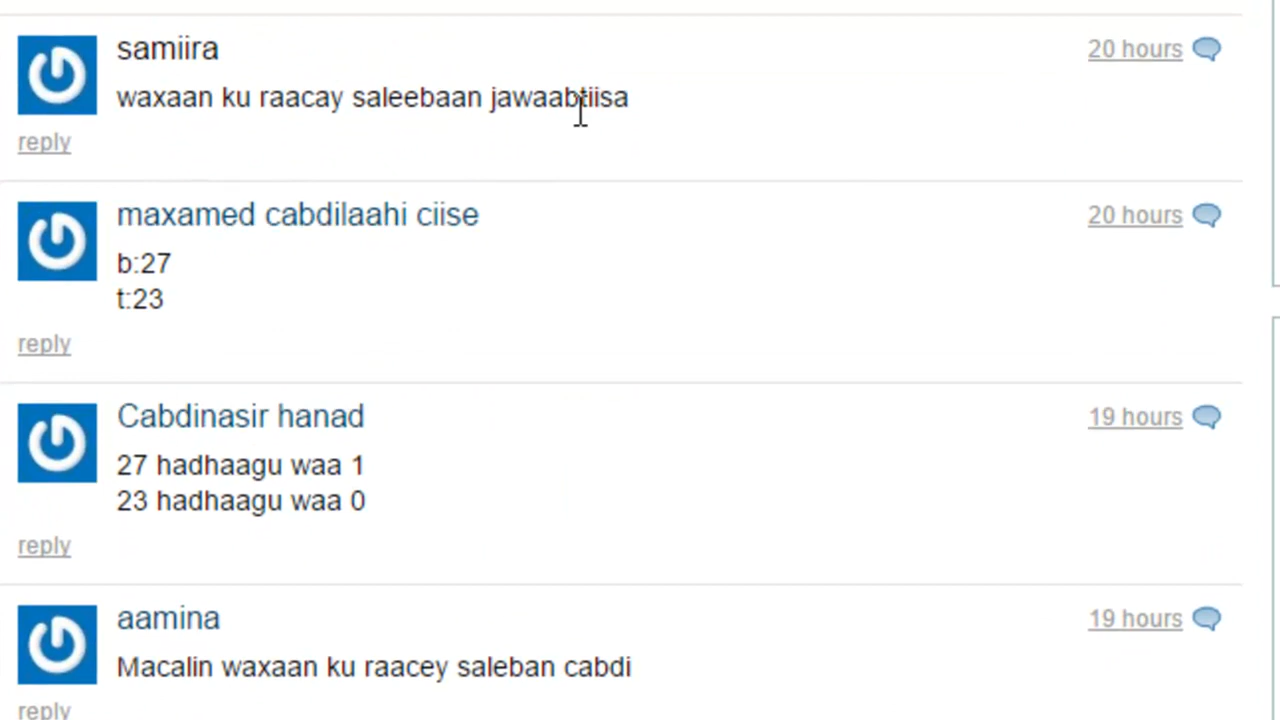 samiira 20 hours
waxaan ku raacay saleebaan jawaabtiisa
reply
maxamed cabdilaahi ciise 20 hours
b:27
t:23
reply
Cabdinasir hanad 19 hours
27 hadhaagu waa 1
23 hadhaagu waa 0
reply
aamina 19 hours
Macalin waxaan ku raacey saleban cabdi
reply